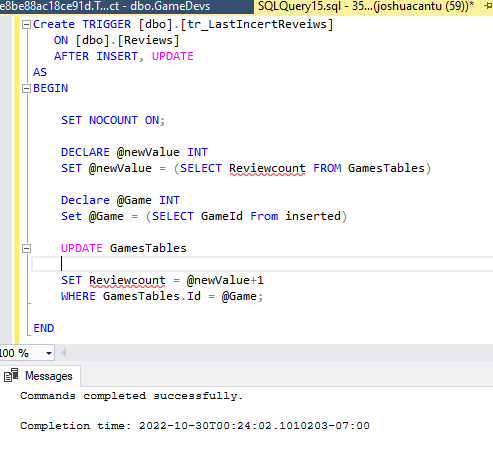 e8be88ac18ce91d.T...ct - dbo.GameDevs
SQLQuery15.sql - 35...(joshuacantu (59))*
Create TRIGGER [dbo].[tr_LastIncertReveiws]
ON [dbo].[Reviews]
AFTER INSERT, UPDATE
AS
BEGIN
SET NOCOUNT ON;
DECLARE @newValue INT
SET @newValue = (SELECT Reviewcount FROM GamesTables)
Declare @Game INT
Set @Game = (SELECT GameId From inserted)
UPDATE GamesTables
SET Reviewcount = @newValue+1
WHERE GamesTables.Id = @Game;
END
100 %
Messages
Commands completed successfully.
Completion time: 2022-10-30T00:24:02.1010203-07:00